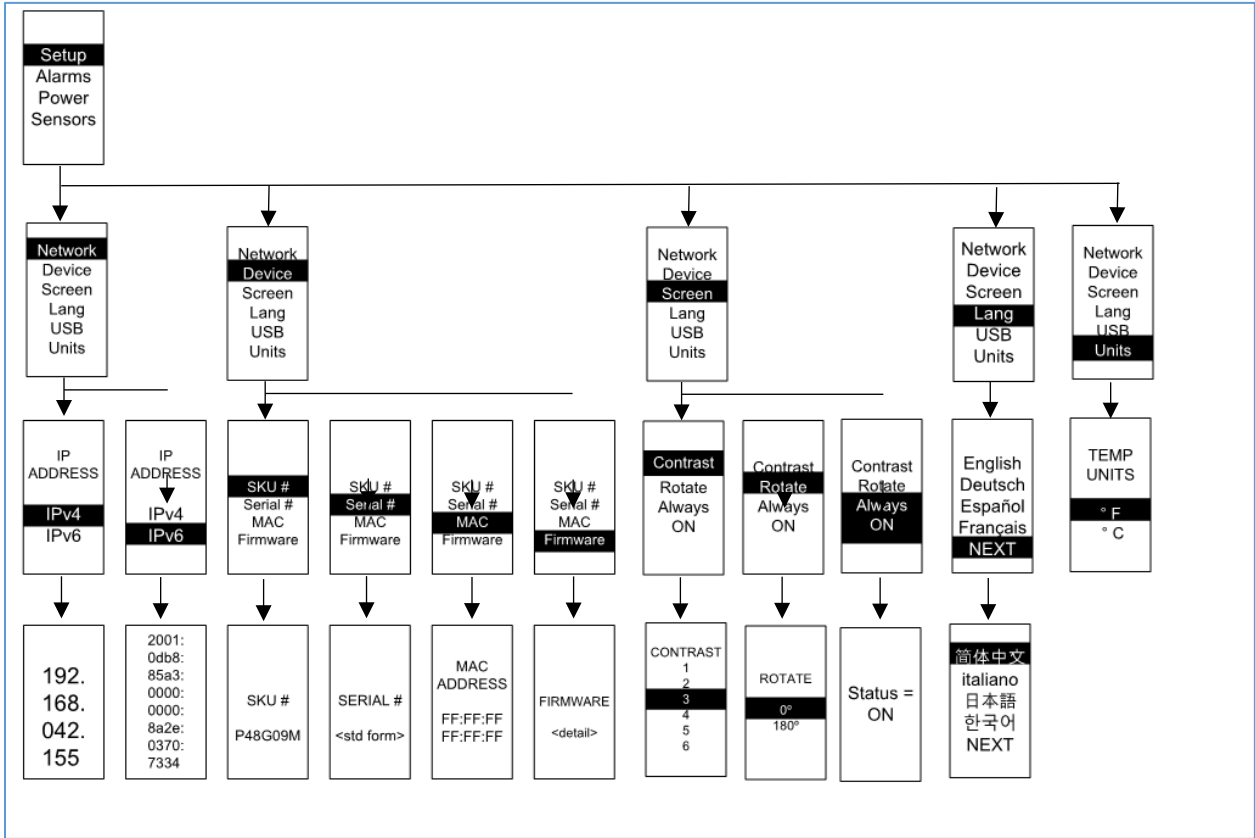 Setup
Alarms
Power
Sensors
Network
Device
Screen
Lang
USB
Units
Network
Device
Screen
Lang
USB
Units
Network
Device
Screen
Lang
USB
Units
Network
Device
Screen
Lang
USB
Units
Network
Device
Screen
Lang
USB
Units
IP
ADDRESS
IPv4
IPv6
IP
ADDRESS
IPv4
IPv6
SKU #
Serial #
MAC
Firmware
SKU #
Serial #
MAC
Firmware
SKU #
Serial #
MAC
Firmware
SKU #
Serial #
MAC
Firmware
Contrast
Rotate
Always
ON
Contrast
Rotate
Always
ON
Contrast
Rotate
Always
ON
English
Deutsch
Español
Français
NEXT
TEMP
UNITS
° F
° C
192.
168.
042.
155
2001:
0db8:
85a3:
0000:
0000:
8a2e:
0370:
7334
SKU #
P48G09M
SERIAL #
<std form>
MAC
ADDRESS
FF:FF:FF
FF:FF:FF
FIRMWARE
<detail>
CONTRAST
1
2
3
4
5
6
ROTATE
0º
180º
Status =
ON
简体中文
italiano
日本語
한국어
NEXT